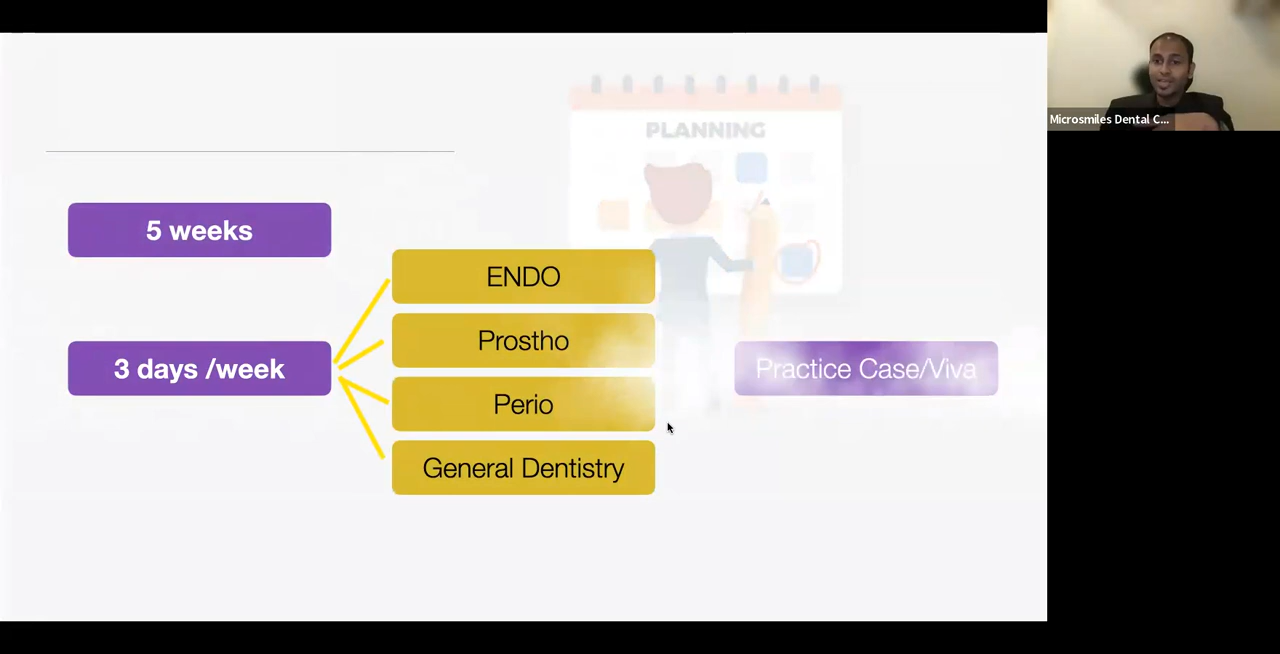 PLANNING
5 weeks
ENDO
Prostho
3 days /week
Practice Case/Viva
Perio
General Dentistry
Microsmiles Dental C...